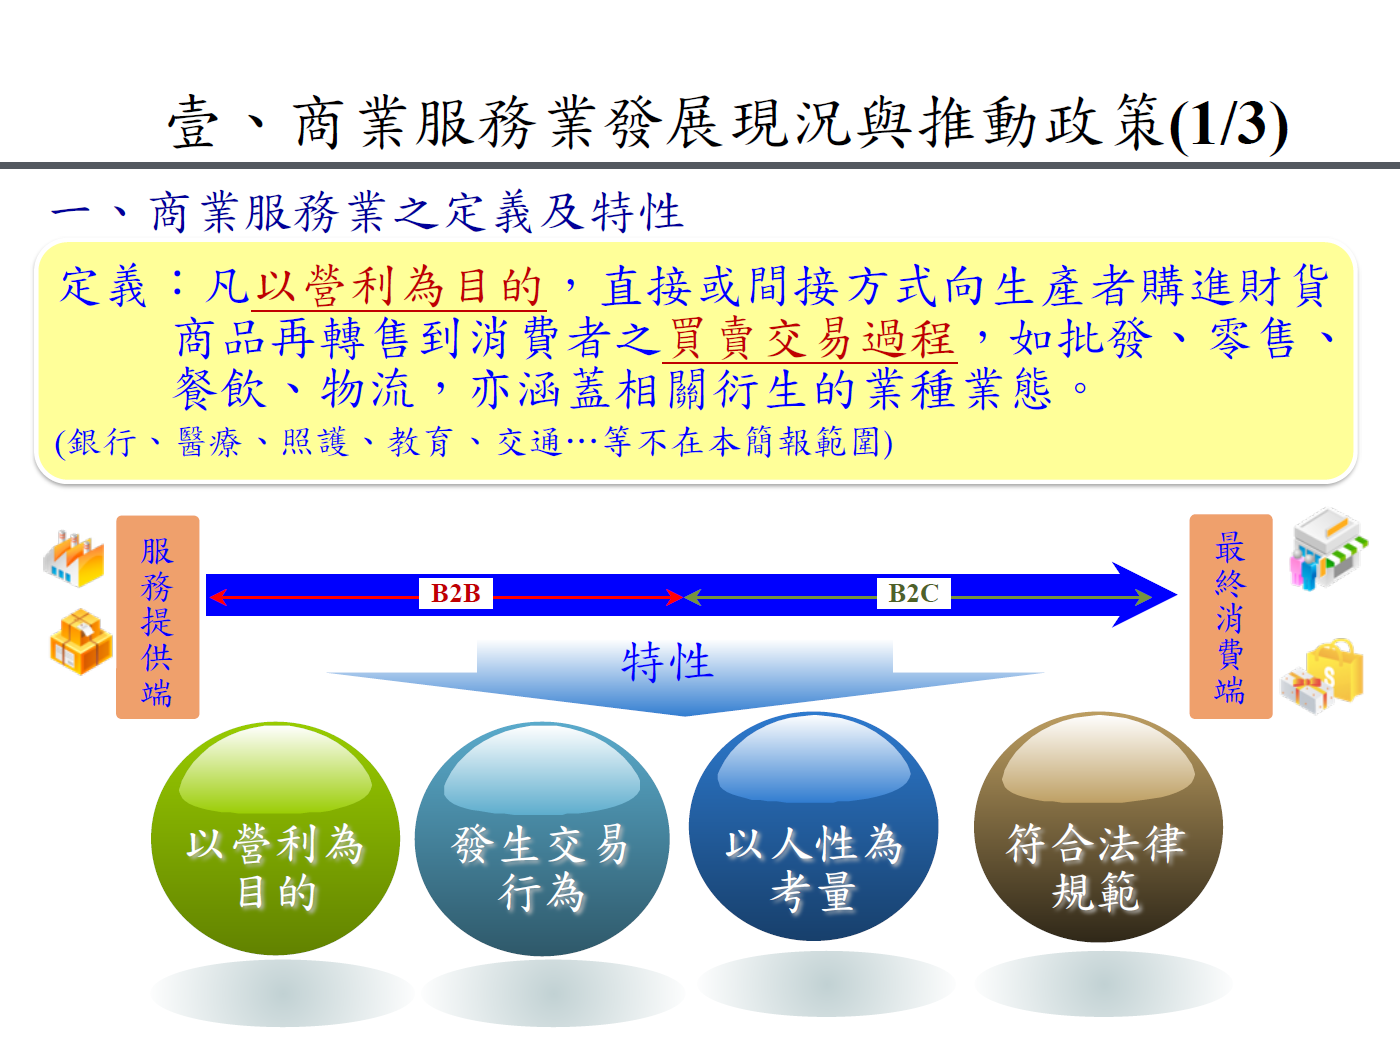 壹、商業服務業發展現況與推動政策(1/3)
一、商業服務業之定義及特性
定義：凡以營利為目的，直接或間接方式向生產者購進財貨
商品再轉售到消費者之買賣交易過程，如批發、零售、
餐飲、物流，亦涵蓋相關衍生的業種業態。
(銀行、醫療、照護、教育、交通…等不在本簡報範圍)
服
務
提
供
端
B2B
B2C
最
終
消
費
端
特性
以營利為
目的
發生交易
行為
以人性為
考量
符合法律
規範